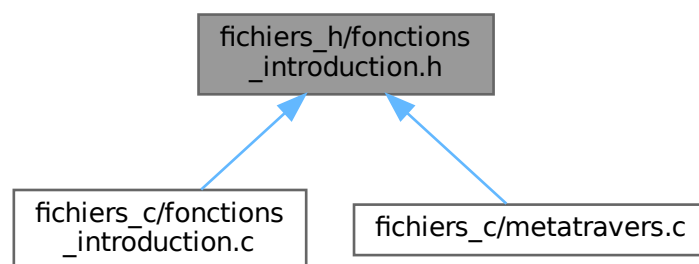 fichiers_h/fonctions
_introduction.h
fichiers_c/fonctions
_introduction.c
fichiers_c/metatravers.c